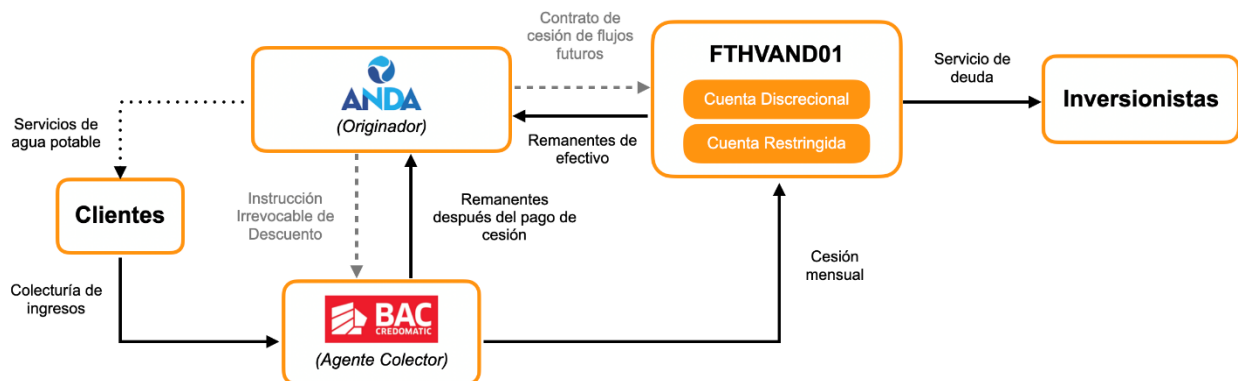 Contrato de
cesión de flujos
futuros
FTHVAND01
Cuenta Discrecional
Cuenta Restringida
Servicio de
deuda
Inversionistas
ANDA
(Originador)
Remanentes de
efectivo
Servicios de
agua potable
Clientes
Instrucción
Irrevocable de
Descuento
Remanentes
después del pago de
cesión
Cesión
mensual
Colecturía de
ingresos
BAC
CREDOMATIC
(Agente Colector)